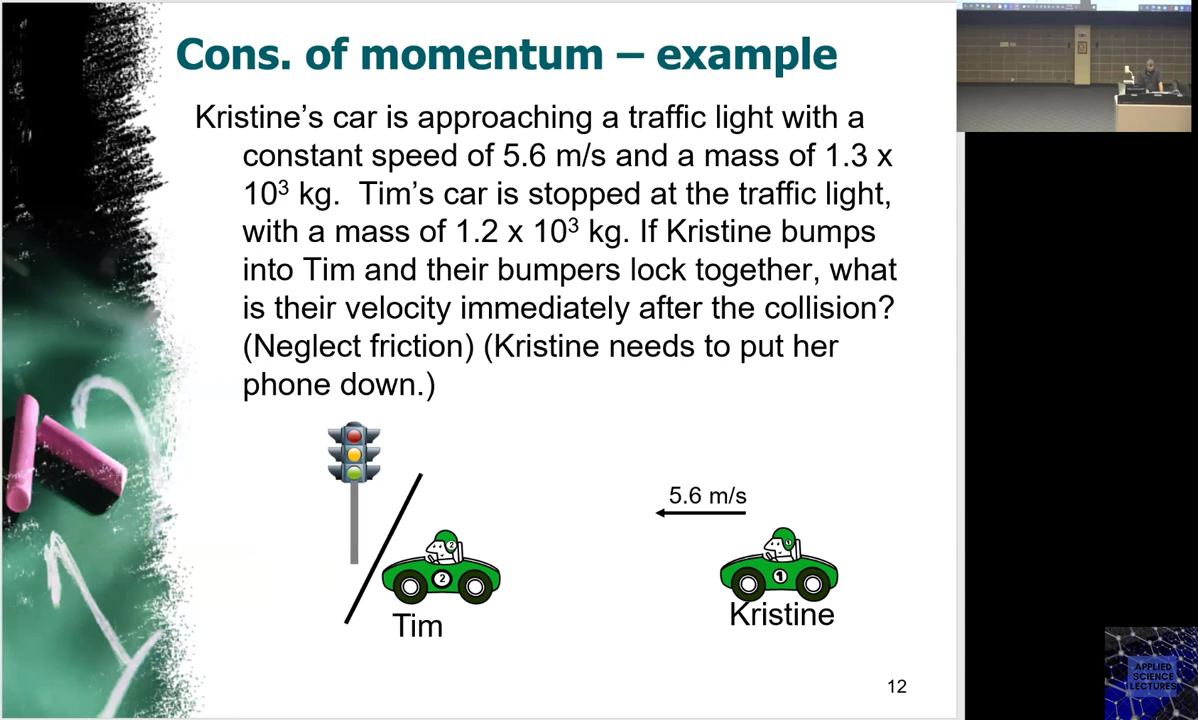 Cons. of momentum – example
Kristine's car is approaching a traffic light with a
constant speed of 5.6 m/s and a mass of 1.3 x
10³ kg.  Tim's car is stopped at the traffic light,
with a mass of 1.2 x 10³ kg. If Kristine bumps
into Tim and their bumpers lock together, what
is their velocity immediately after the collision?
(Neglect friction) (Kristine needs to put her
phone down.)
5.6 m/s
2
2
1
1
Tim
Kristine
12
APPLIED
SCIENCE
LECTURES